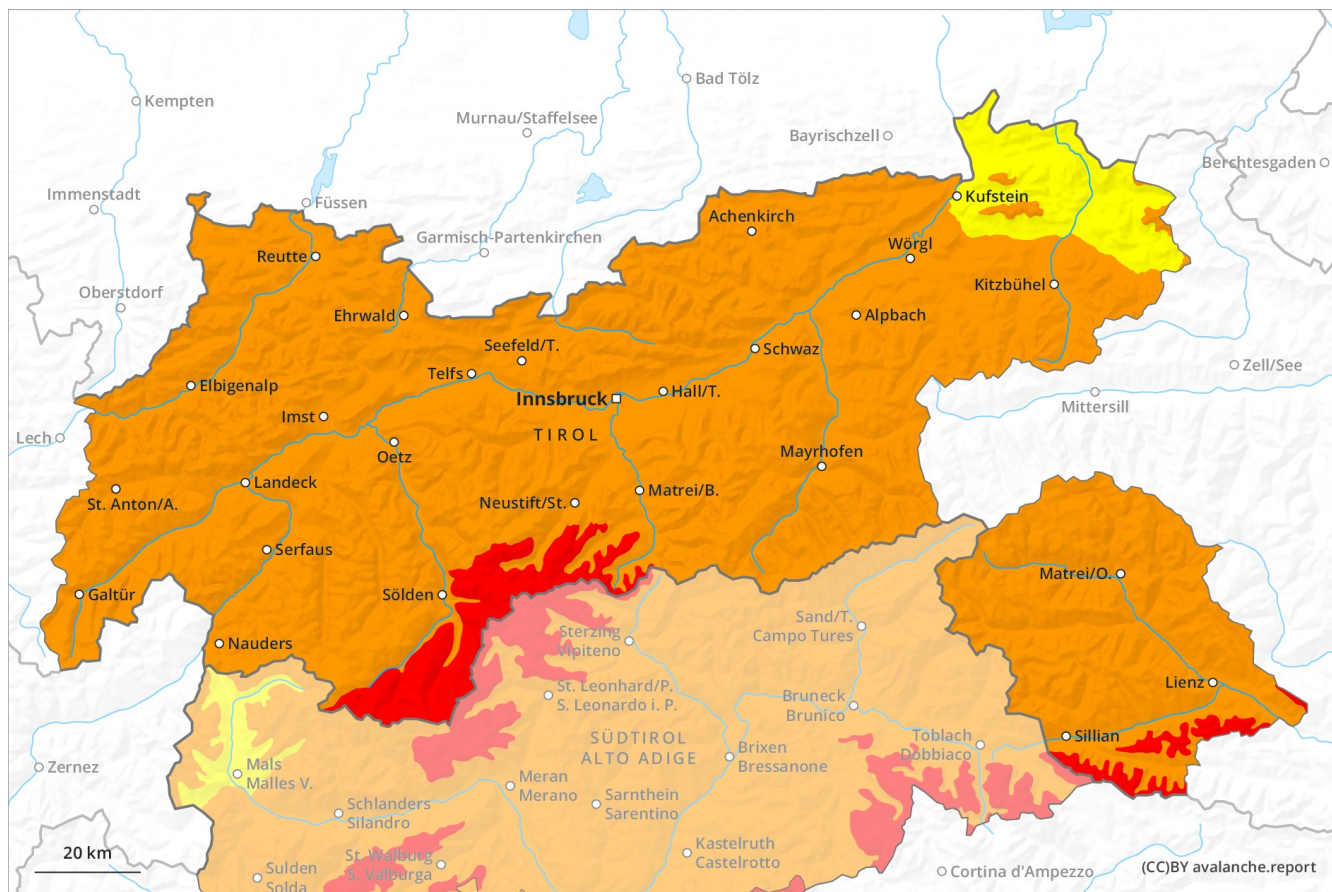 Kempten
Bad Tölz
Murnau/Staffelsee
Bayrischzell
Berchtesgaden
Immenstadt
Füssen
Kufstein
Achenkirch
Garmisch-Partenkirchen
Reutte
Wörgl
Oberstdorf
Kitzbühel
Ehrwald
Alpbach
Seefeld/T.
Schwaz
Zell/See
Telfs
Elbigenalp
Hall/T.
Innsbruck
Mittersill
Imst
Lech
TIROL
Oetz
Mayrhofen
Landeck
Matrei/B.
St. Anton/A.
Neustift/St.
Serfaus
Matrei/O.
Galtür
Sölden
Sand/T.
Campo Tures
Sterzing
Vipiteno
Nauders
Lienz
St. Leonhard/P.
S. Leonardo i. P.
Bruneck
Brunico
Sillian
Toblach
Dobbiaco
SÜDTIROL
ALTO ADIGE
Brixen
Bressanone
Zernez
Mals
Malles V.
Meran
Merano
Sarnthein
Sarentino
Schlanders
Silandro
Kastelruth
Castelrotto
20 km
St. Walburg
S. Valburga
Sulden
Solda
Cortina d'Ampezzo
(CC)BY avalanche.report